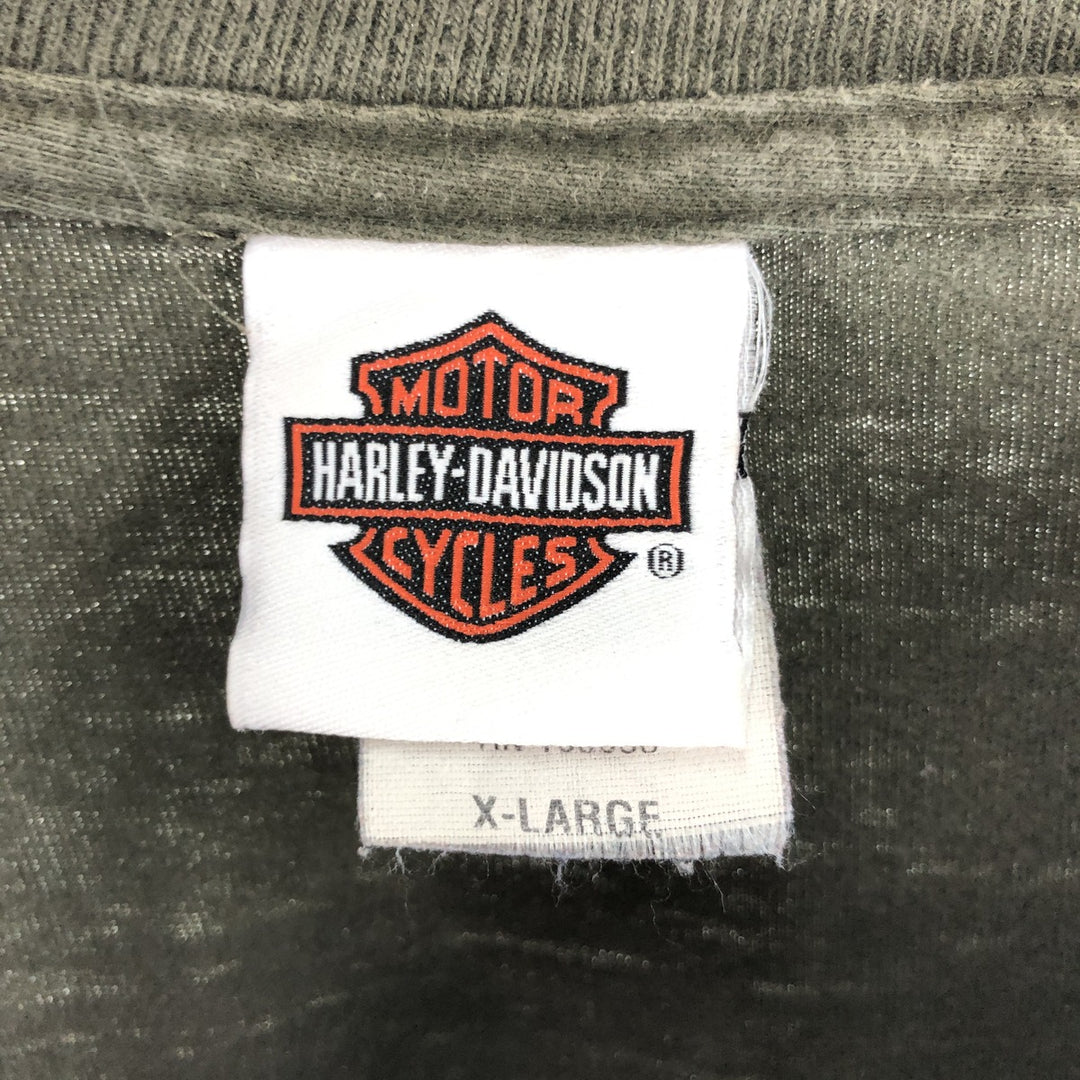 MOTOR
HARLEY-DAVIDSON
CYCLES
®
X-LARGE